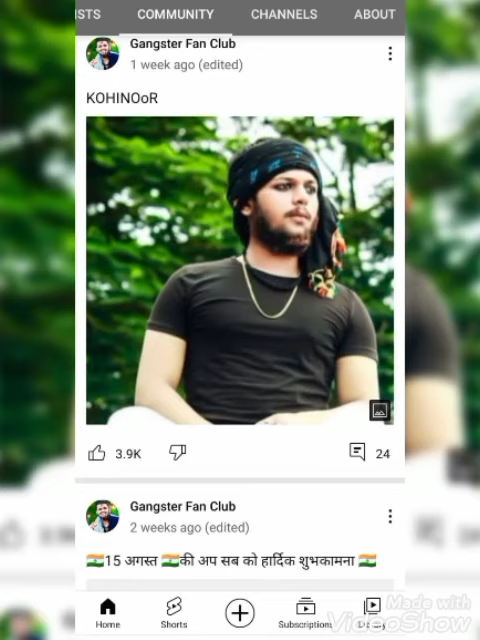 STS COMMUNITY CHANNELS ABOUT
Gangster Fan Club
1 week ago (edited)
KOHINOoR
3.9K 24
Gangster Fan Club
2 weeks ago (edited)
🇮🇳15 अगस्त 🇮🇳की अप सब को हार्दिक शुभकामना 🇮🇳
Home Shorts Subscriptions
Made with
VideoShow